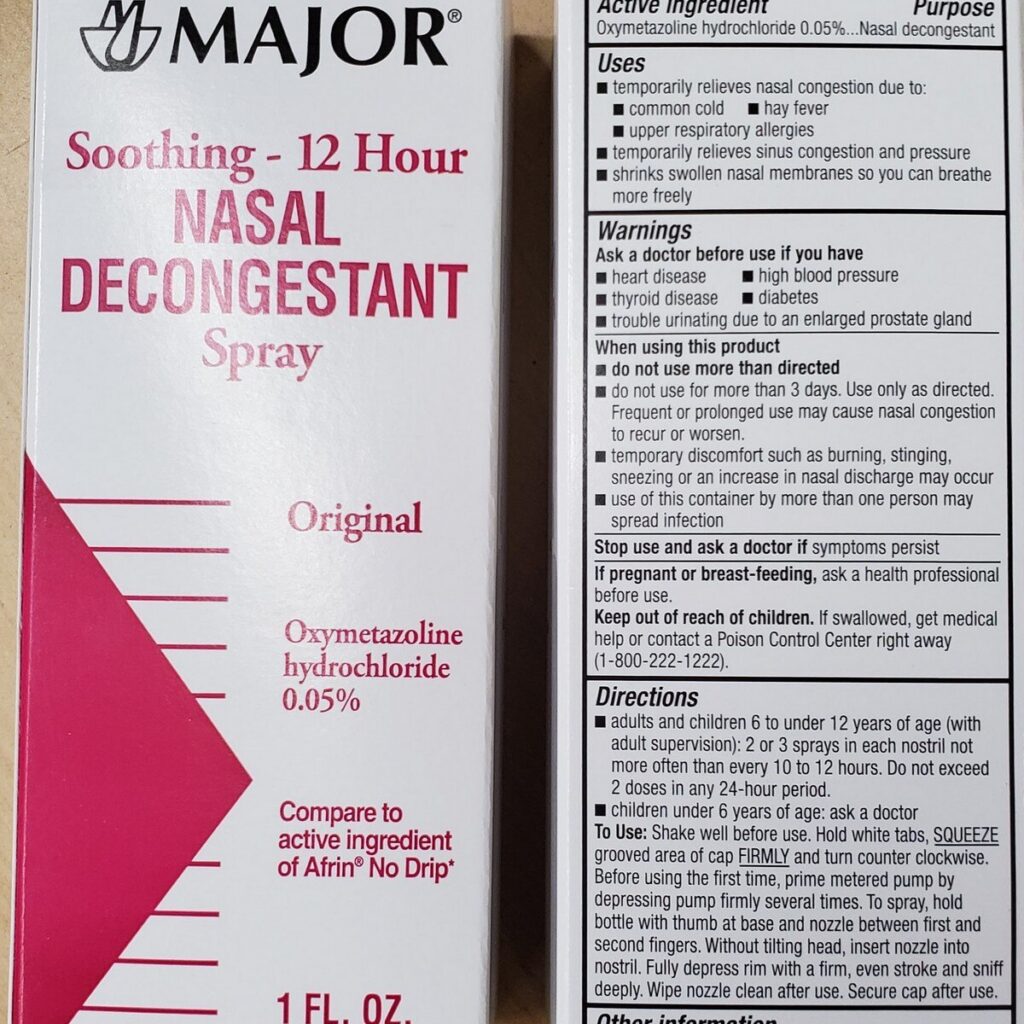 MAJOR®
Soothing - 12 Hour
NASAL
DECONGESTANT
Spray
Original
Oxymetazoline
hydrochloride
0.05%
Compare to
active ingredient
of Afrin® No Drip*
1 FL. OZ.
Active ingredient Purpose
Oxymetazoline hydrochloride 0.05%...Nasal decongestant
Uses
■ temporarily relieves nasal congestion due to:
■ common cold ■ hay fever
■ upper respiratory allergies
■ temporarily relieves sinus congestion and pressure
■ shrinks swollen nasal membranes so you can breathe
more freely
Warnings
Ask a doctor before use if you have
■ heart disease ■ high blood pressure
■ thyroid disease ■ diabetes
■ trouble urinating due to an enlarged prostate gland
When using this product
■ do not use more than directed
■ do not use for more than 3 days. Use only as directed.
Frequent or prolonged use may cause nasal congestion
to recur or worsen.
■ temporary discomfort such as burning, stinging,
sneezing or an increase in nasal discharge may occur
■ use of this container by more than one person may
spread infection
Stop use and ask a doctor if symptoms persist
If pregnant or breast-feeding, ask a health professional
before use.
Keep out of reach of children. If swallowed, get medical
help or contact a Poison Control Center right away
(1-800-222-1222).
Directions
■ adults and children 6 to under 12 years of age (with
adult supervision): 2 or 3 sprays in each nostril not
more often than every 10 to 12 hours. Do not exceed
2 doses in any 24-hour period.
■ children under 6 years of age: ask a doctor
To Use: Shake well before use. Hold white tabs, SQUEEZE
grooved area of cap FIRMLY and turn counter clockwise.
Before using the first time, prime metered pump by
depressing pump firmly several times. To spray, hold
bottle with thumb at base and nozzle between first and
second fingers. Without tilting head, insert nozzle into
nostril. Fully depress rim with a firm, even stroke and sniff
deeply. Wipe nozzle clean after use. Secure cap after use.
Other information